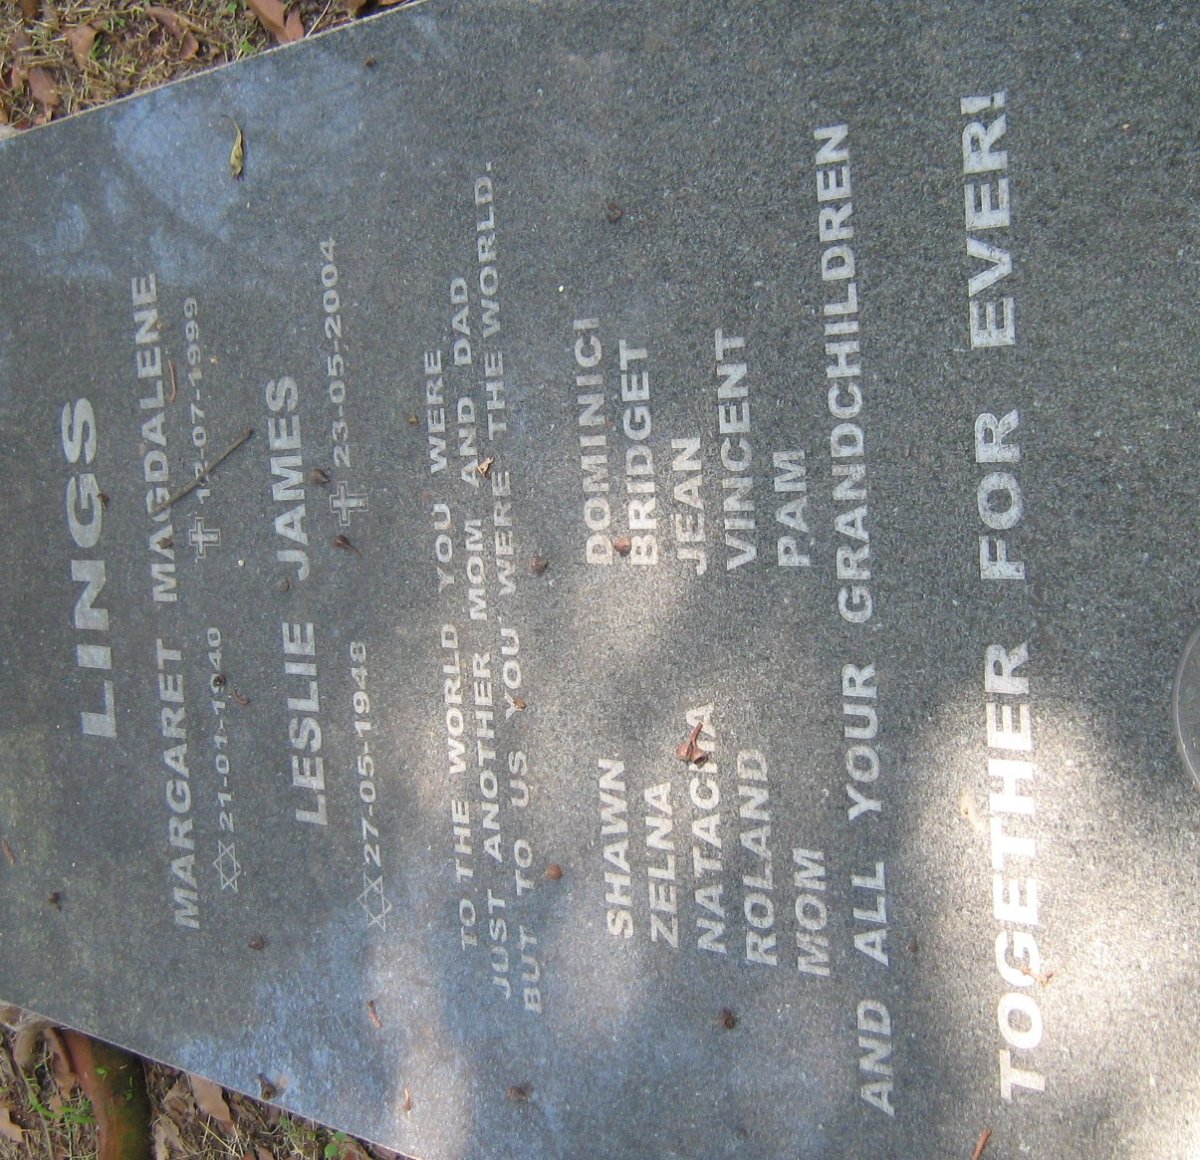 LINGS
MARGARET MAGDALENE
21-01-1940
LESLIE JAMES
27-05-1948 23-05-2004
TO THE WORLD YOU WERE
JUST ANOTHER MOM AND DAD
BUT TO US YOU WERE THE WORLD.
SHAWN DOMINICI
ZELNA BRIDGET
NATACHA JEAN
ROLAND VINCENT
MOM PAM
AND ALL YOUR GRANDCHILDREN
TOGETHER FOR EVER!